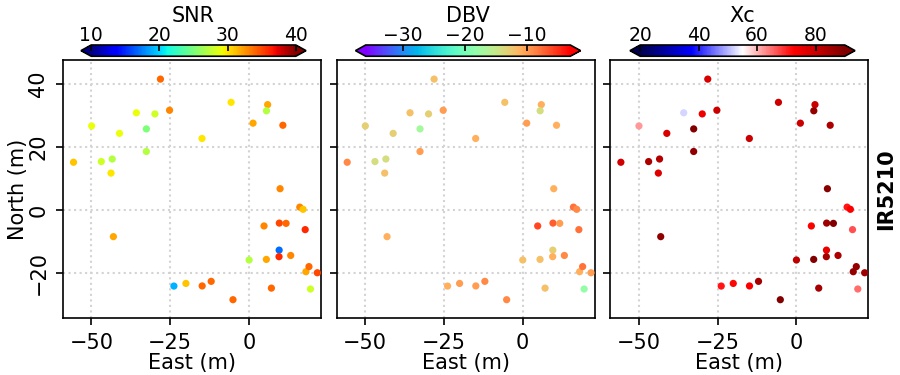 SNR DBV Xc
10 20 30 40 −30 −20 −10 20 40 60 80
40
20
0
−20
North (m)
IR5210
−50 −25 0 −50 −25 0 −50 −25 0
East (m) East (m) East (m)